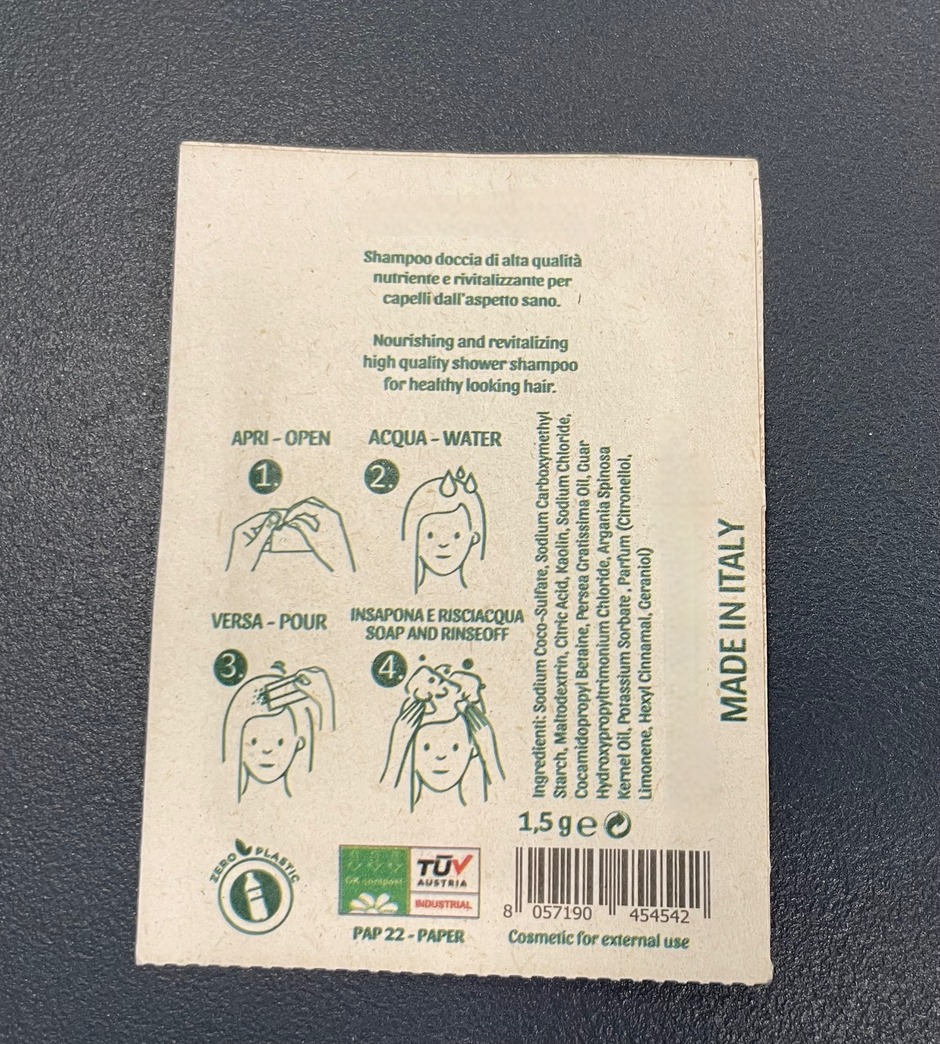 Shampoo doccia di alta qualità
nutriente e rivitalizzante per
capelli dall'aspetto sano.
Nourishing and revitalizing
high quality shower shampoo
for healthy looking hair.
APRI - OPEN
1.
ACQUA - WATER
2.
VERSA - POUR
3.
INSAPONA E RISCIACQUA
SOAP AND RINSEOFF
4.
Ingredienti: Sodium Coco-Sulfate, Sodium Carboxymethyl
Starch, Maltodextrin, Citric Acid, Kaolin, Sodium Chloride,
Cocamidopropyl Betaine, Persea Gratissima Oil, Guar
Hydroxypropyltrimonium Chloride, Argania Spinosa
Kernel Oil, Potassium Sorbate , Parfum (Citronellol,
Limonene, Hexyl Cinnamal, Geraniol)
MADE IN ITALY
1,5 g e
ZERO PLASTIC
OK compost
TÜV
AUSTRIA
INDUSTRIAL
PAP 22 - PAPER
8 057190 454542
Cosmetic for external use